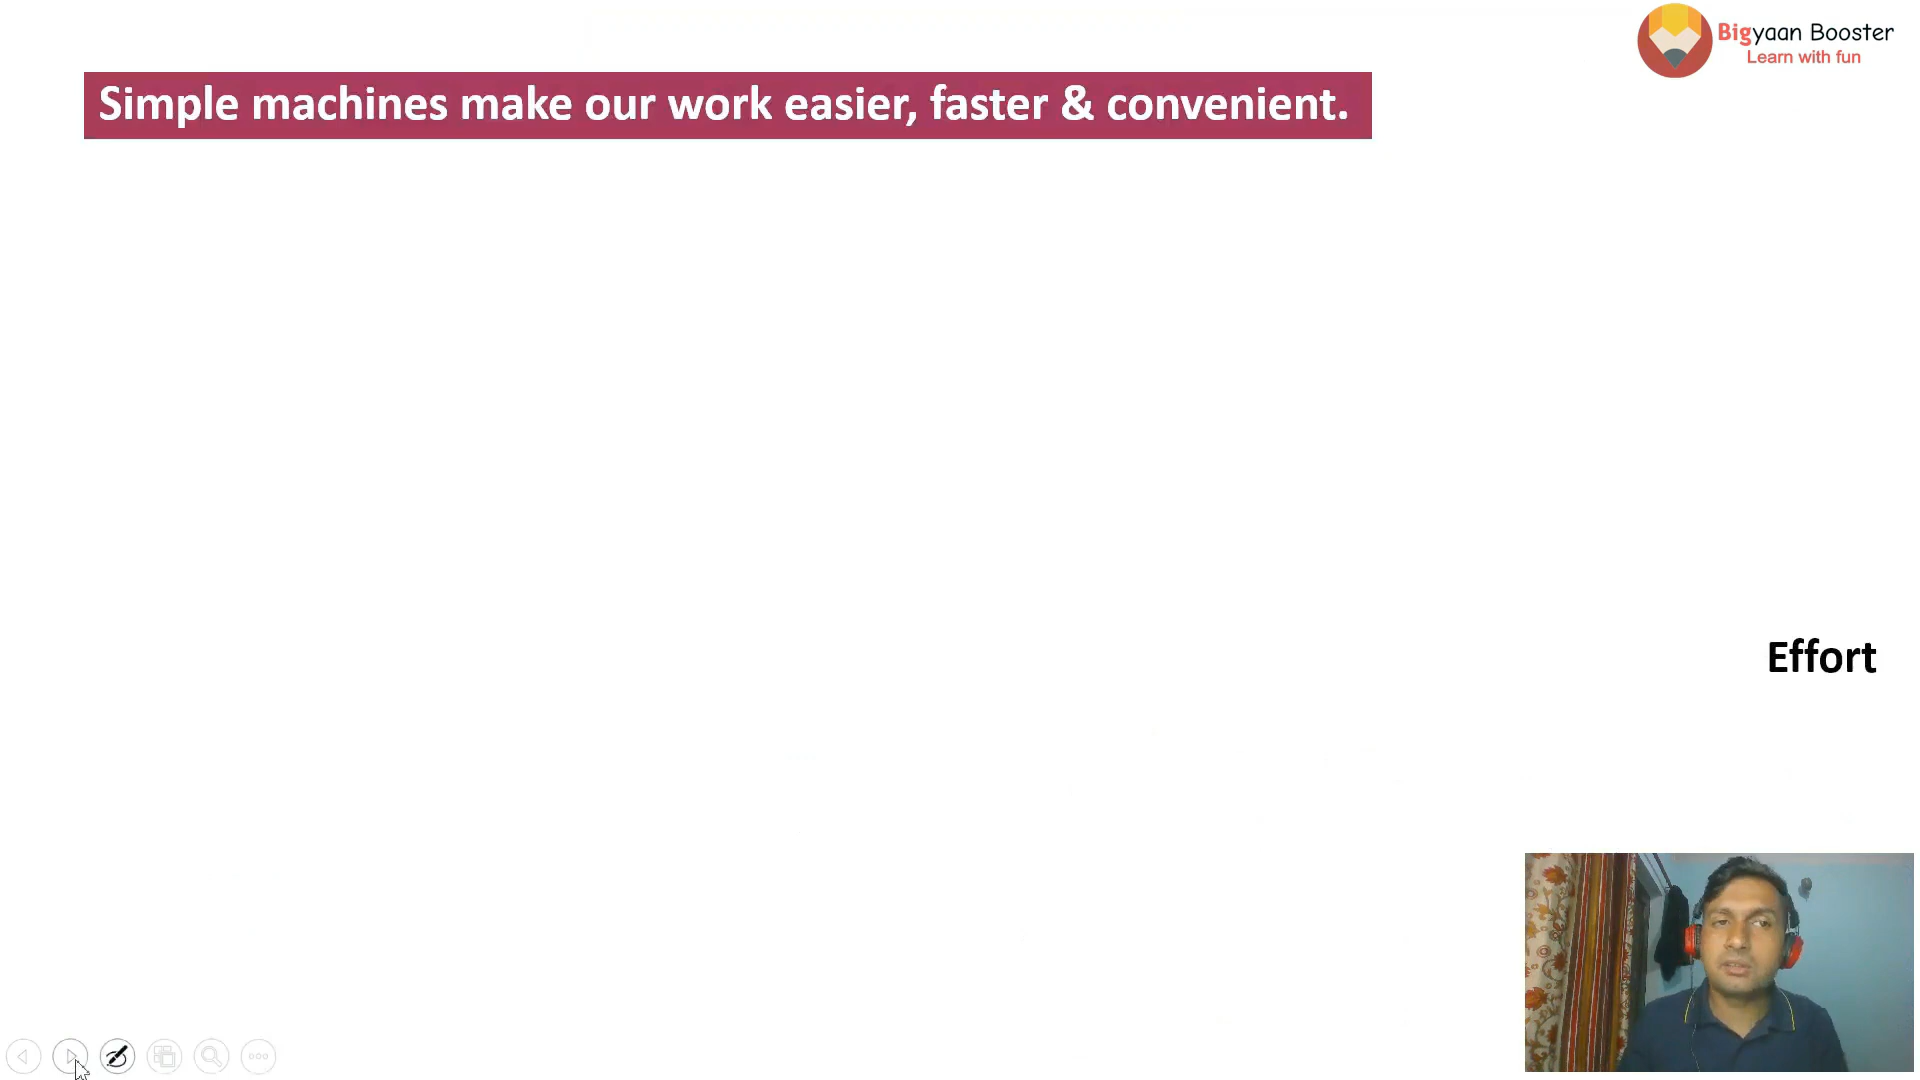 Bigyaan Booster
Learn with fun
Simple machines make our work easier, faster & convenient.
Effort